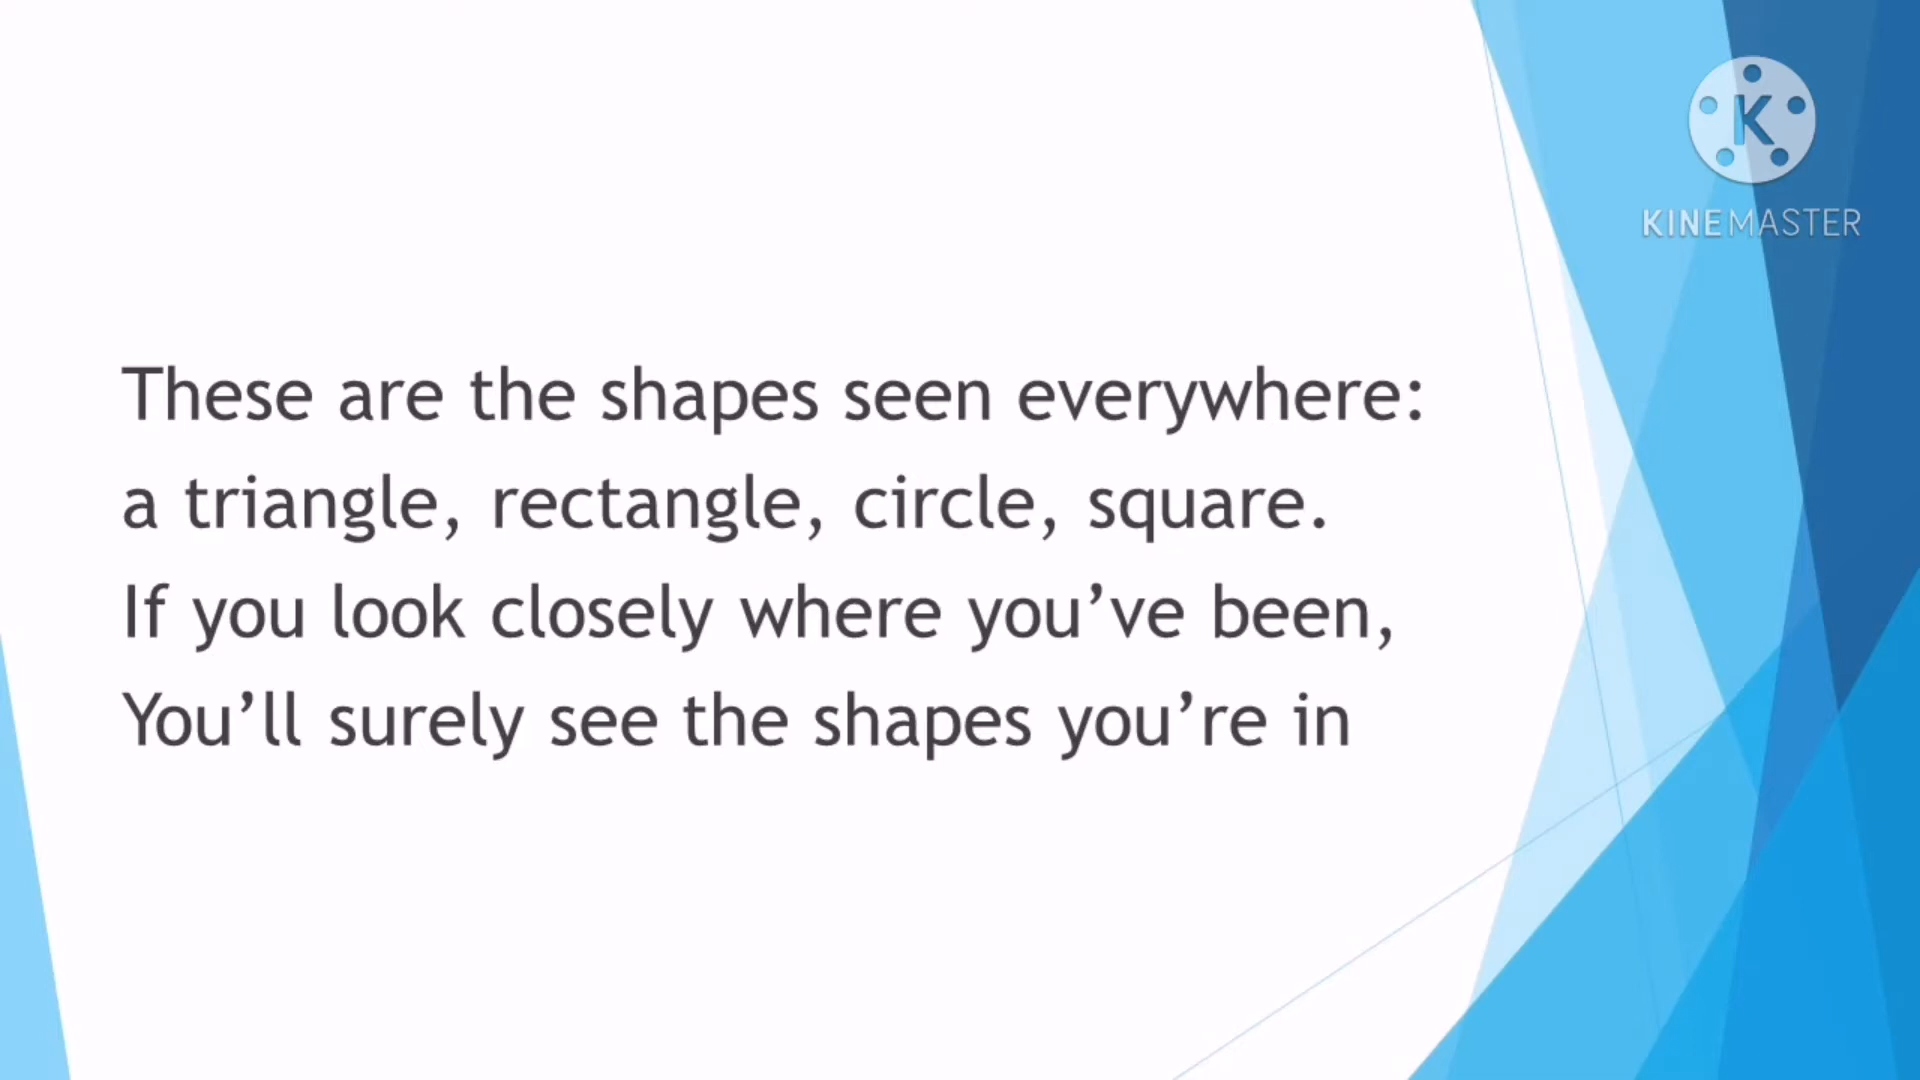 K
KINEMASTER
These are the shapes seen everywhere:
a triangle, rectangle, circle, square.
If you look closely where you’ve been,
You’ll surely see the shapes you’re in